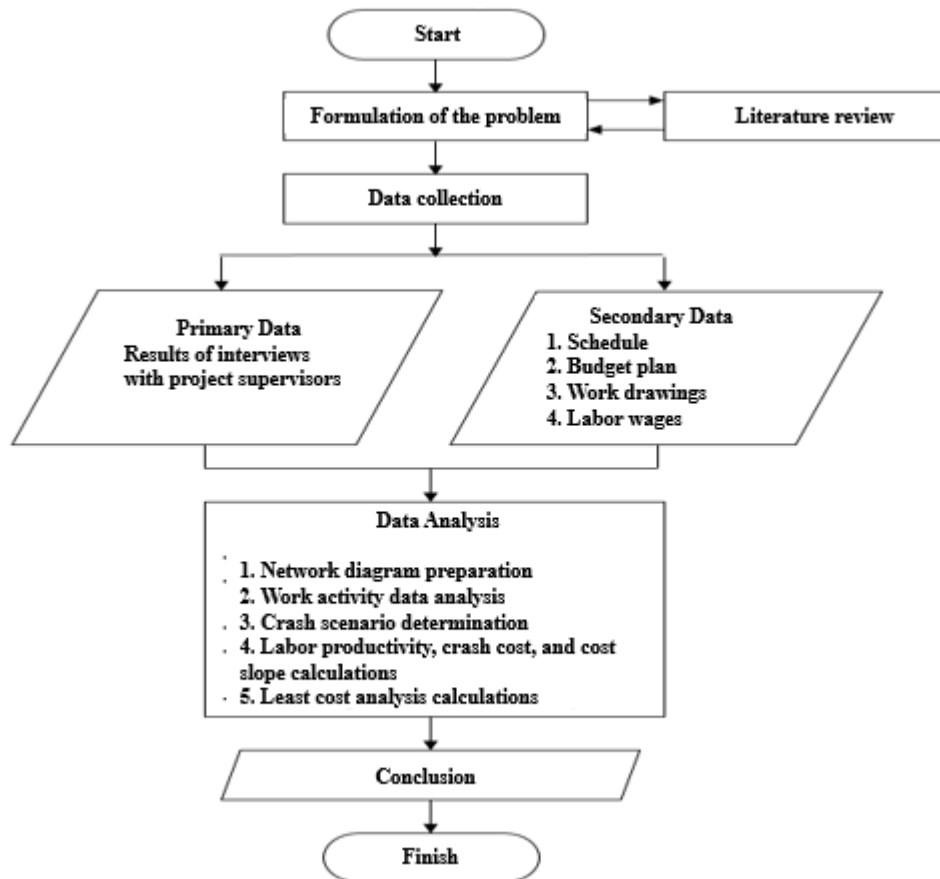 Start
Formulation of the problem
Literature review
Data collection
Primary Data
Results of interviews
with project supervisors
Secondary Data
1. Schedule
2. Budget plan
3. Work drawings
4. Labor wages
Data Analysis
1. Network diagram preparation
2. Work activity data analysis
3. Crash scenario determination
4. Labor productivity, crash cost, and cost
slope calculations
5. Least cost analysis calculations
Conclusion
Finish